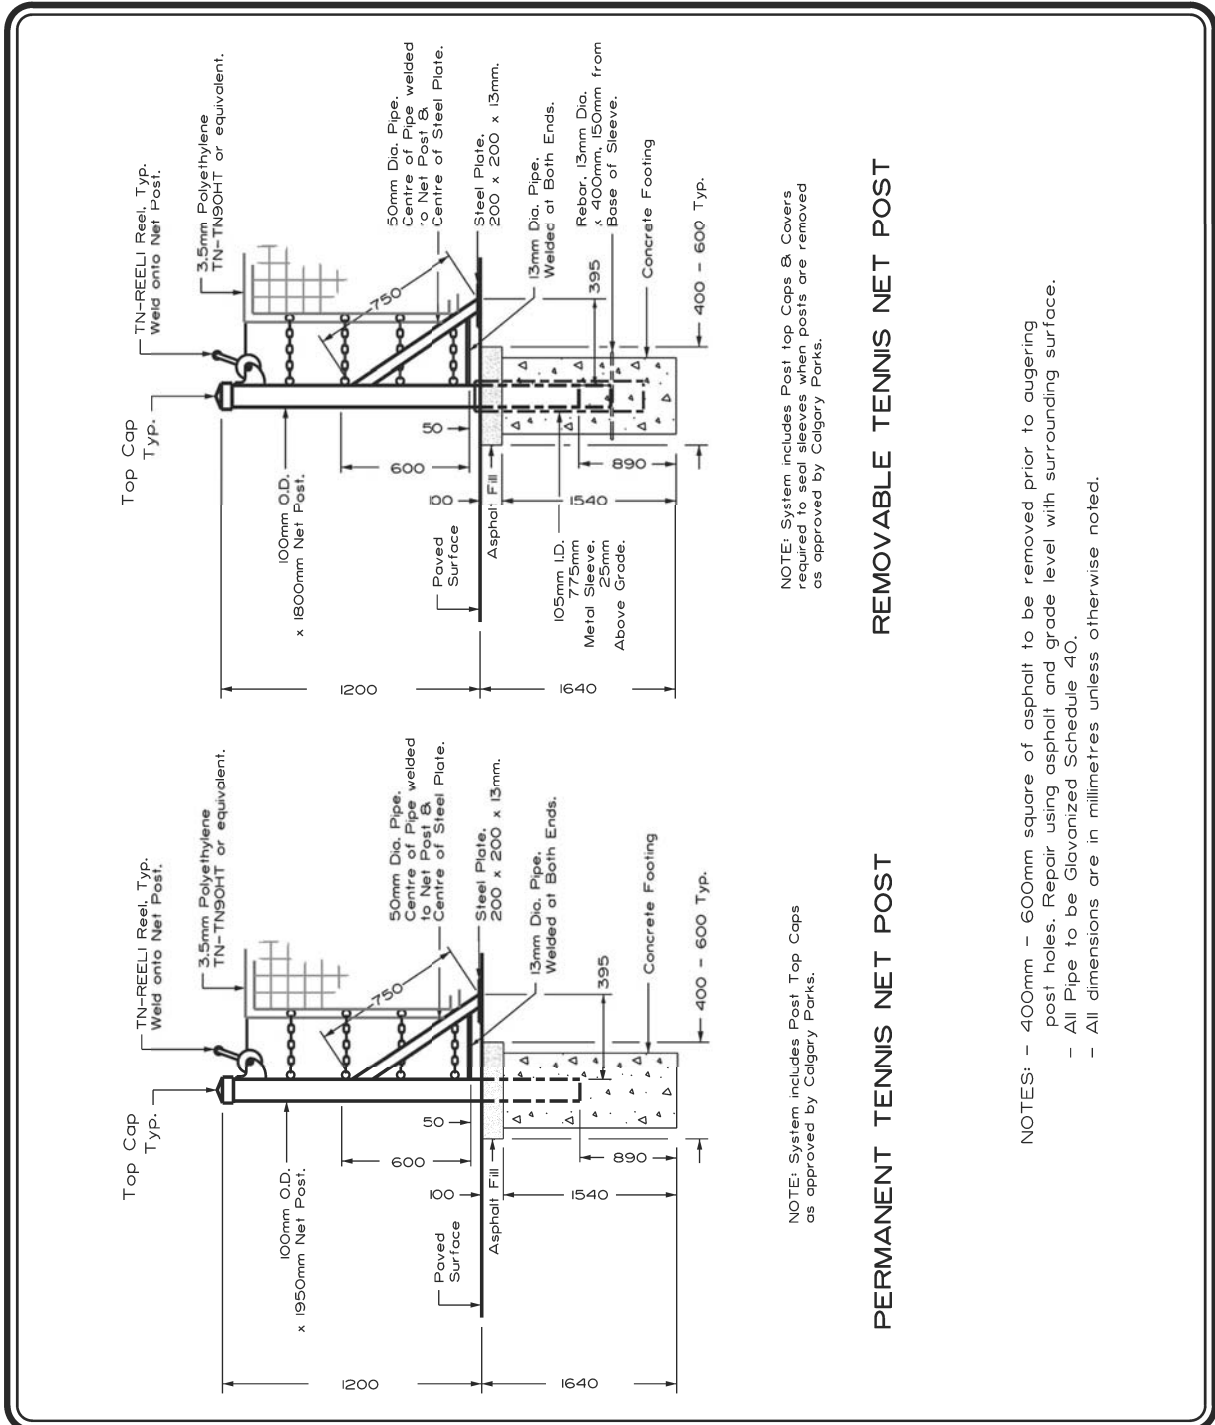 Top Cap
Typ.
TN-REEL1 Reel. Typ.
Weld onto Net Post.
3.5mm Polyethylene
TN-TN90HT or equivalent.
50mm Dia. Pipe.
Centre of Pipe welded
to Net Post &
Centre of Steel Plate.
Steel Plate.
200 x 200 x 13mm.
13mm Dia. Pipe.
Welded at Both Ends.
Concrete Footing
400 - 600 Typ.
750
395
50
600
100
890
1540
100mm O.D.
x 1950mm Net Post.
Paved
Surface
Asphalt Fill
1200
1640
NOTE: System includes Post Top Caps
as approved by Calgary Parks.
PERMANENT TENNIS NET POST
Top Cap
Typ.
TN-REEL1 Reel. Typ.
Weld onto Net Post.
3.5mm Polyethylene
TN-TN90HT or equivalent.
50mm Dia. Pipe.
Centre of Pipe welded
to Net Post &
Centre of Steel Plate.
Steel Plate.
200 x 200 x 13mm.
13mm Dia. Pipe.
Welded at Both Ends.
Rebar, 13mm Dia.
x 400mm, 150mm from
Base of Sleeve.
Concrete Footing
400 - 600 Typ.
750
395
50
600
100
890
1540
100mm O.D.
x 1800mm Net Post.
Paved
Surface
Asphalt Fill
105mm I.D.
775mm
Metal Sleeve.
25mm
Above Grade.
1200
1640
NOTE: System includes Post top Caps & Covers
required to seal sleeves when posts are removed
as approved by Calgary Parks.
REMOVABLE TENNIS NET POST
NOTES: - 400mm - 600mm square of asphalt to be removed prior to augering
post holes. Repair using asphalt and grade level with surrounding surface.
- All Pipe to be Glavanized Schedule 40.
- All dimensions are in millimetres unless otherwise noted.